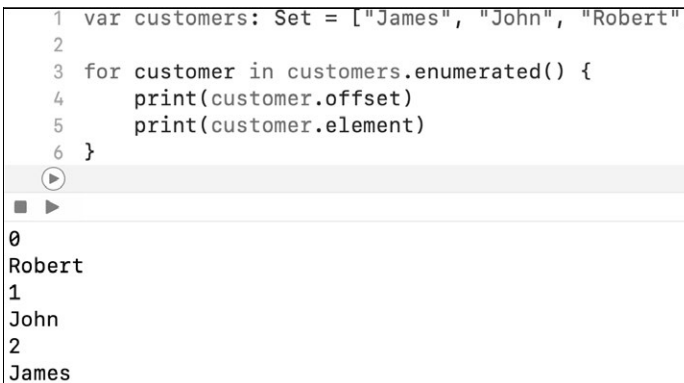 1 var customers: Set = ["James", "John", "Robert"
2
3 for customer in customers.enumerated() {
4     print(customer.offset)
5     print(customer.element)
6 }
0
Robert
1
John
2
James